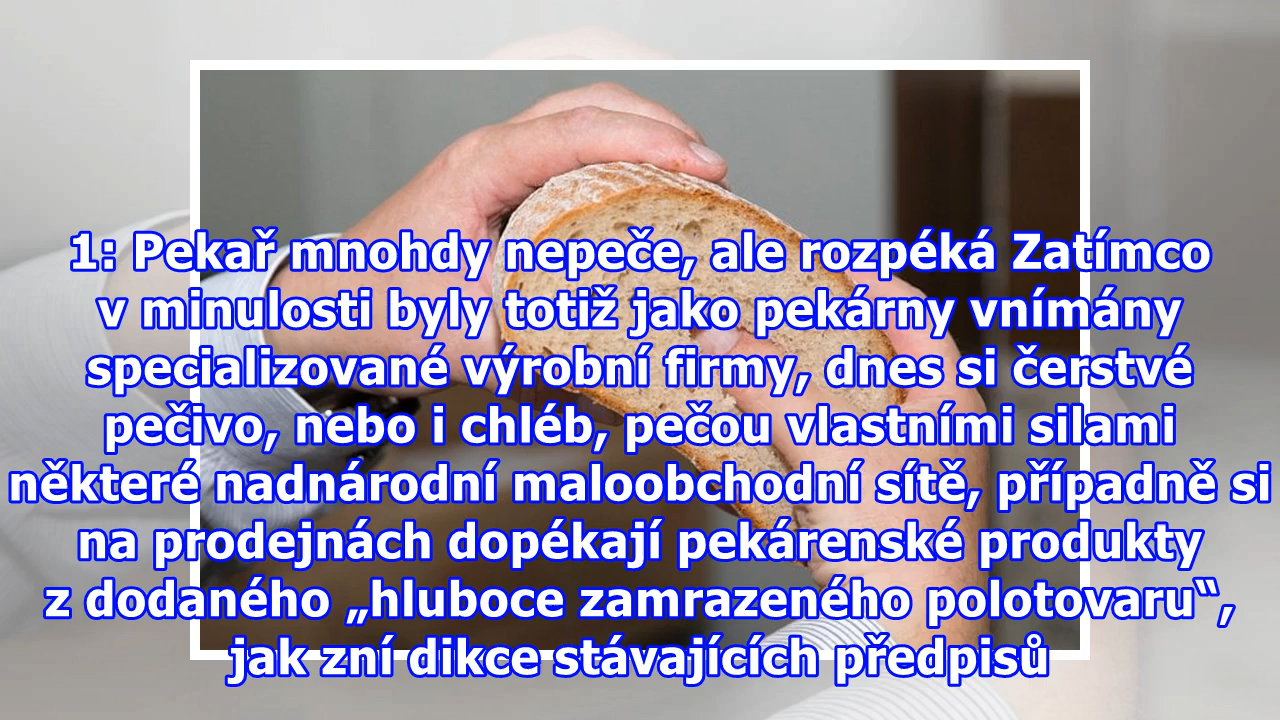 1: Pekař mnohdy nepeče, ale rozpéká Zatímco
v minulosti byly totiž jako pekárny vnímány
specializované výrobní firmy, dnes si čerstvé
pečivo, nebo i chléb, pečou vlastními silami
některé nadnárodní maloobchodní sítě, případně si
na prodejnách dopékají pekárenské produkty
z dodaného „hluboce zamrazeného polotovaru“,
jak zní dikce stávajících předpisů